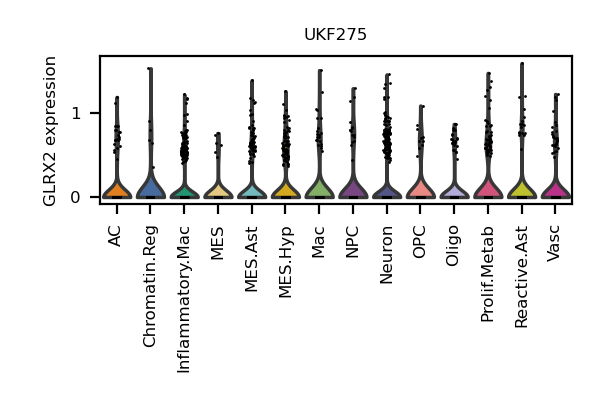 UKF275
GLRX2 expression
1
0
AC
Chromatin.Reg
Inflammatory.Mac
MES
MES.Ast
MES.Hyp
Mac
NPC
Neuron
OPC
Oligo
Prolif.Metab
Reactive.Ast
Vasc